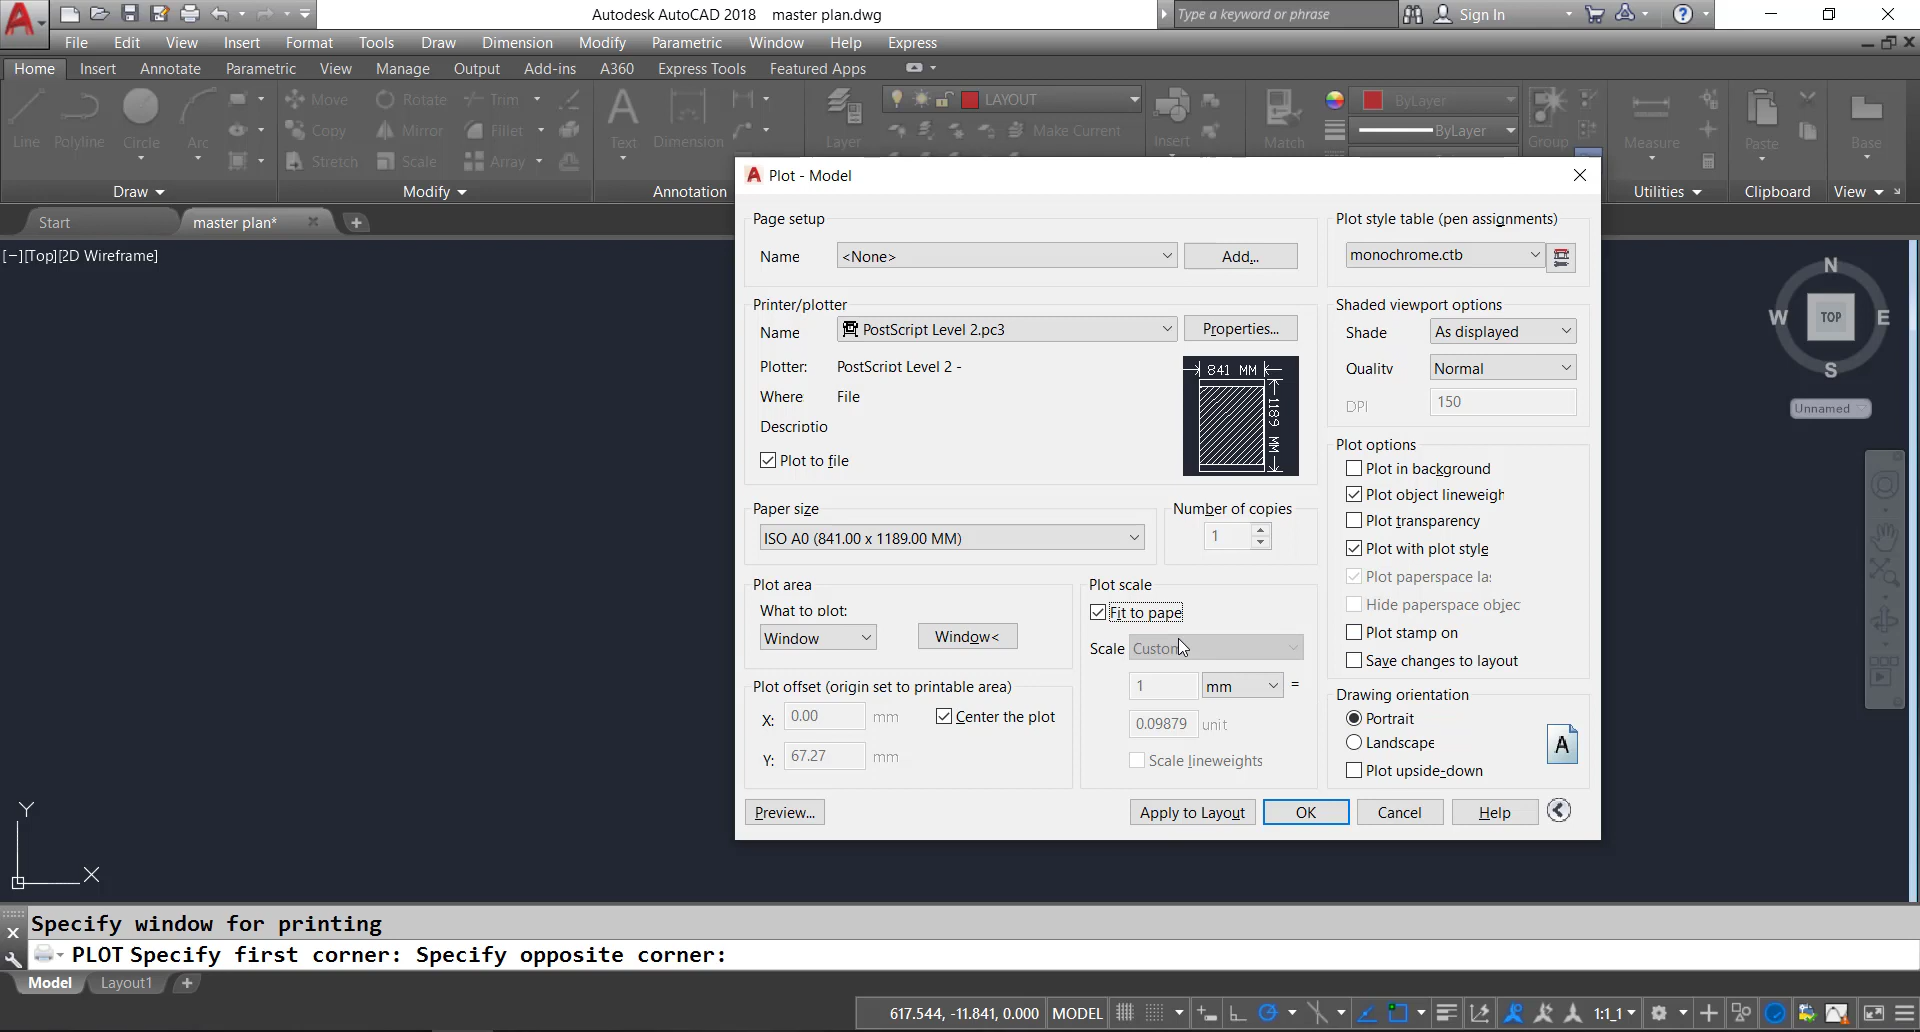 Autodesk AutoCAD 2018 master plan.dwg
Type a keyword or phrase
Sign In
File Edit View Insert Format Tools Draw Dimension Modify Parametric Window Help Express
Home Insert Annotate Parametric View Manage Output Add-ins A360 Express Tools Featured Apps
Line Polyline Circle Arc
Move Rotate Trim
Copy Mirror Fillet
Stretch Scale Array
Text Dimension
Layer
LAYOUT
Make Current
Insert
Match
ByLayer
ByLayer
Group
Measure
Paste
Base
Draw Modify Annotation Utilities Clipboard View
Start master plan*
[−][Top][2D Wireframe]
Plot - Model
Page setup
Name <None> Add...
Printer/plotter
Name PostScript Level 2.pc3 Properties...
Plotter: PostScript Level 2 -
Where File
Descriptio
Plot to file
841 MM
1189 MM
Paper size
ISO A0 (841.00 x 1189.00 MM)
Number of copies
1
Plot area
What to plot:
Window Window<
Plot offset (origin set to printable area)
X: 0.00 mm Center the plot
Y: 67.27 mm
Plot scale
Fit to pape
Scale Custom
1 mm =
0.09879 unit
Scale lineweights
Plot style table (pen assignments)
monochrome.ctb
Shaded viewport options
Shade As displayed
Quality Normal
DPI 150
Plot options
Plot in background
Plot object lineweigh
Plot transparency
Plot with plot style
Plot paperspace las
Hide paperspace objec
Plot stamp on
Save changes to layout
Drawing orientation
Portrait
Landscape
Plot upside-down
A
Preview... Apply to Layout OK Cancel Help
N
W TOP E
S
Unnamed
Y
X
Specify window for printing
PLOT Specify first corner: Specify opposite corner:
Model Layout1
617.544, -11.841, 0.000 MODEL 1:1_1